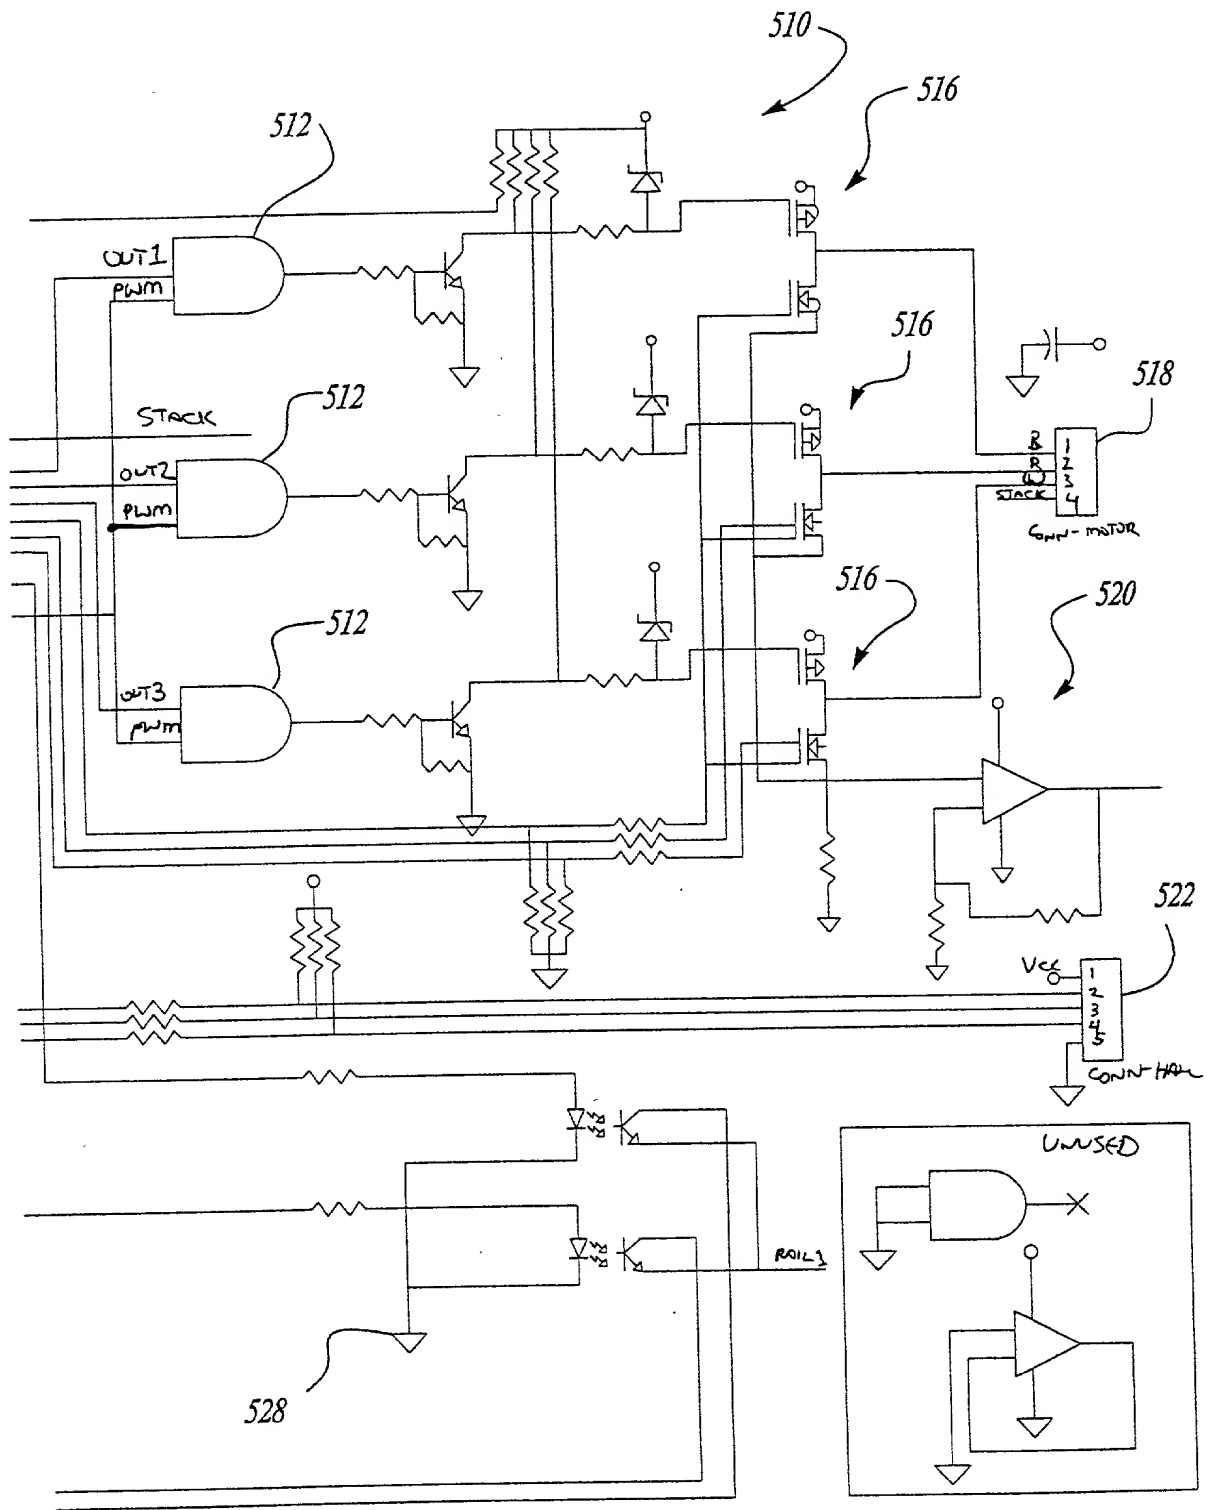 510
516
512
OUT1
PWM
516
518
512
STACK
OUT2
PWM
B
1
R
2
3
STACK
4
CONN-MOTOR
516
520
512
OUT3
PWM
522
Vcc
1
2
3
4
5
CONN-HALL
UNUSED
RAIL1
528